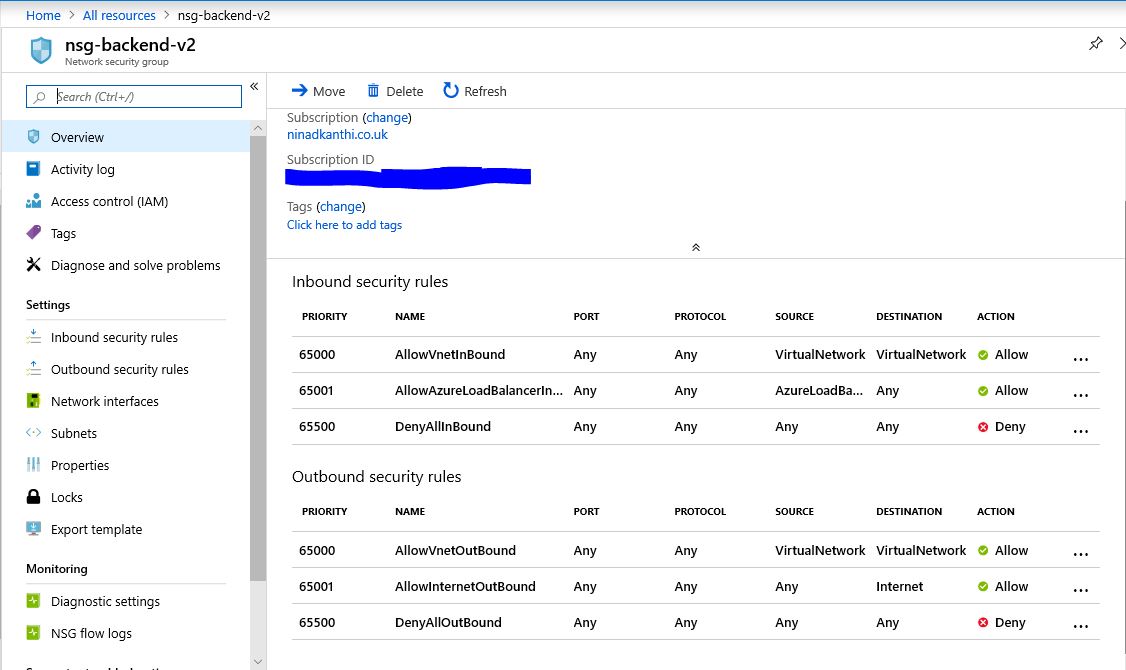 Home > All resources > nsg-backend-v2
nsg-backend-v2
Network security group
Search (Ctrl+/)
«
Overview
Activity log
Access control (IAM)
Tags
Diagnose and solve problems
Settings
Inbound security rules
Outbound security rules
Network interfaces
Subnets
Properties
Locks
Export template
Monitoring
Diagnostic settings
NSG flow logs
Move Delete Refresh
Subscription (change)
ninadkanthi.co.uk
Subscription ID
Tags (change)
Click here to add tags
Inbound security rules
PRIORITY NAME PORT PROTOCOL SOURCE DESTINATION ACTION
65000 AllowVnetInBound Any Any VirtualNetwork VirtualNetwork Allow ...
65001 AllowAzureLoadBalancerIn... Any Any AzureLoadBa... Any Allow ...
65500 DenyAllInBound Any Any Any Any Deny ...
Outbound security rules
PRIORITY NAME PORT PROTOCOL SOURCE DESTINATION ACTION
65000 AllowVnetOutBound Any Any VirtualNetwork VirtualNetwork Allow ...
65001 AllowInternetOutBound Any Any Any Internet Allow ...
65500 DenyAllOutBound Any Any Any Any Deny ...